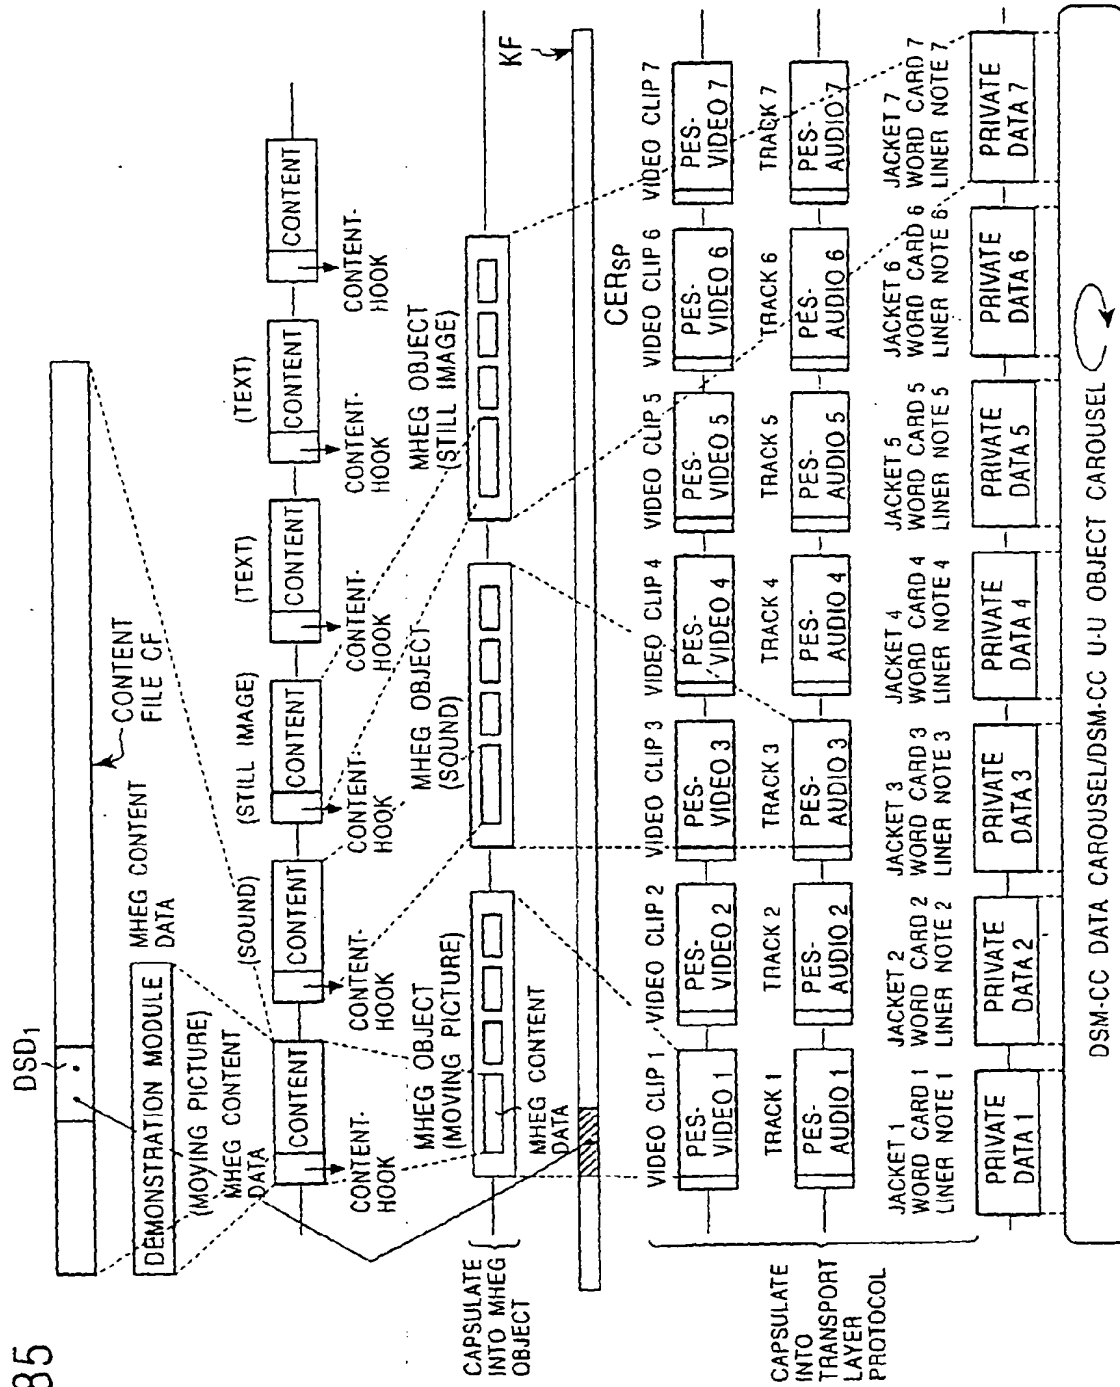 85
DSD1
CONTENT
FILE CF
DEMONSTRATION MODULE
(MOVING PICTURE)
MHEG CONTENT
DATA
MHEG CONTENT
DATA
(SOUND)
(STILL IMAGE)
(TEXT)
(TEXT)
CONTENT
CONTENT
CONTENT
CONTENT
CONTENT
CONTENT
CONTENT-
HOOK
CONTENT-
HOOK
CONTENT-
HOOK
CONTENT-
HOOK
CONTENT-
HOOK
CONTENT-
HOOK
CAPSULATE
INTO MHEG
OBJECT
MHEG OBJECT
(MOVING PICTURE)
MHEG OBJECT
(SOUND)
MHEG OBJECT
(STILL IMAGE)
MHEG CONTENT
DATA
KF
CERSP
CAPSULATE
INTO
TRANSPORT
LAYER
PROTOCOL
VIDEO CLIP 1
VIDEO CLIP 2
VIDEO CLIP 3
VIDEO CLIP 4
VIDEO CLIP 5
VIDEO CLIP 6
VIDEO CLIP 7
PES-
VIDEO 1
PES-
VIDEO 2
PES-
VIDEO 3
PES-
VIDEO 4
PES-
VIDEO 5
PES-
VIDEO 6
PES-
VIDEO 7
TRACK 1
TRACK 2
TRACK 3
TRACK 4
TRACK 5
TRACK 6
TRACK 7
PES-
AUDIO 1
PES-
AUDIO 2
PES-
AUDIO 3
PES-
AUDIO 4
PES-
AUDIO 5
PES-
AUDIO 6
PES-
AUDIO 7
JACKET 1
WORD CARD 1
LINER NOTE 1
JACKET 2
WORD CARD 2
LINER NOTE 2
JACKET 3
WORD CARD 3
LINER NOTE 3
JACKET 4
WORD CARD 4
LINER NOTE 4
JACKET 5
WORD CARD 5
LINER NOTE 5
JACKET 6
WORD CARD 6
LINER NOTE 6
JACKET 7
WORD CARD 7
LINER NOTE 7
PRIVATE
DATA 1
PRIVATE
DATA 2
PRIVATE
DATA 3
PRIVATE
DATA 4
PRIVATE
DATA 5
PRIVATE
DATA 6
PRIVATE
DATA 7
DSM-CC DATA CAROUSEL/DSM-CC U-U OBJECT CAROUSEL